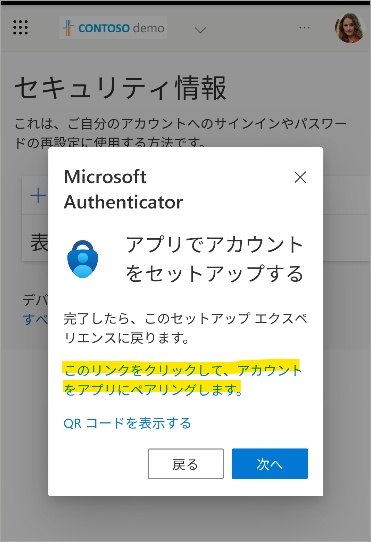 CONTOSO demo
...
セキュリティ情報
これは、ご自分のアカウントへのサインインやパスワー
ドの再設定に使用する方法です。
Microsoft
Authenticator
アプリでアカウント
をセットアップする
表
完了したら、このセットアップ エクスペ
リエンスに戻ります。
デバ
すべ
このリンクをクリックして、アカウント
をアプリにペアリングします。
QR コードを表示する
戻る
次へ